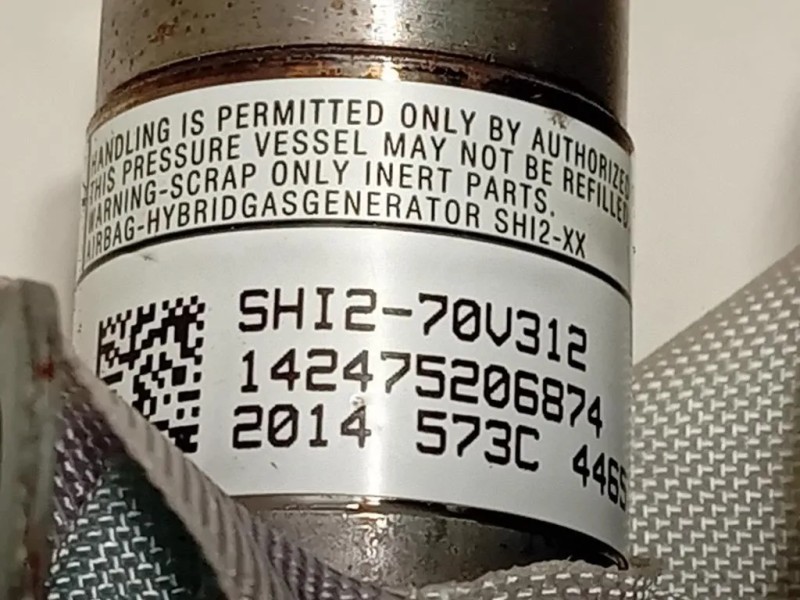 HANDLING IS PERMITTED ONLY BY AUTHORIZED
THIS PRESSURE VESSEL MAY NOT BE REFILLED
WARNING-SCRAP ONLY INERT PARTS.
AIRBAG-HYBRIDGASGENERATOR SHI2-XX
SHI2-70V312
142475206874
2014 573C 4465